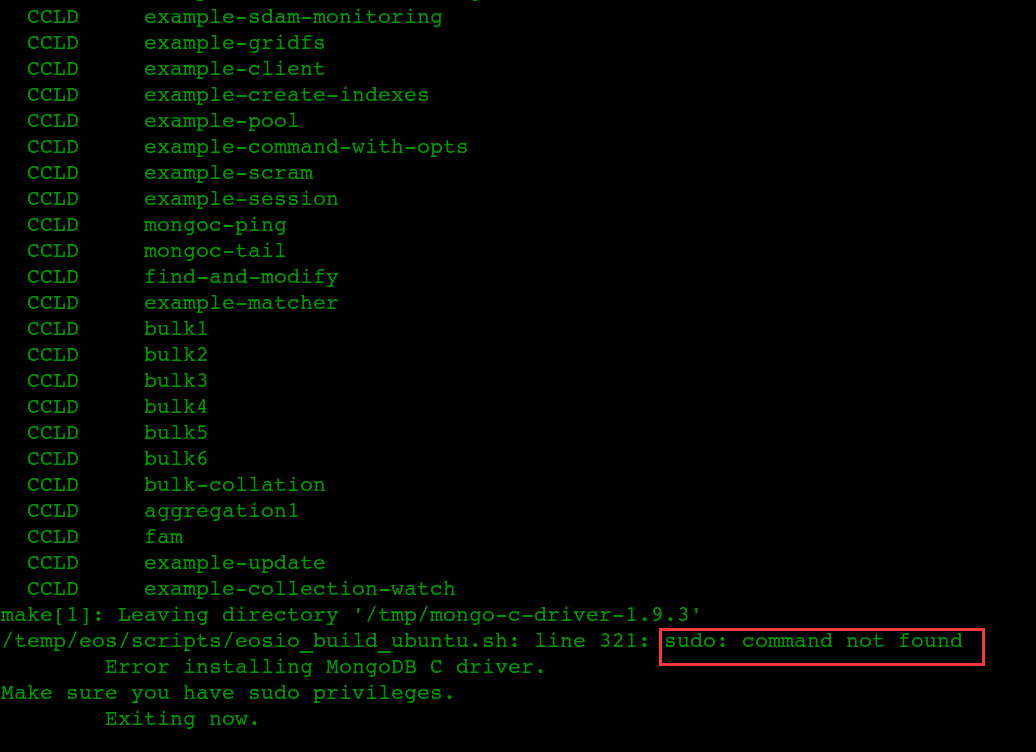 CCLD example-sdam-monitoring
CCLD example-gridfs
CCLD example-client
CCLD example-create-indexes
CCLD example-pool
CCLD example-command-with-opts
CCLD example-scram
CCLD example-session
CCLD mongoc-ping
CCLD mongoc-tail
CCLD find-and-modify
CCLD example-matcher
CCLD bulk1
CCLD bulk2
CCLD bulk3
CCLD bulk4
CCLD bulk5
CCLD bulk6
CCLD bulk-collation
CCLD aggregation1
CCLD fam
CCLD example-update
CCLD example-collection-watch
make[1]: Leaving directory '/tmp/mongo-c-driver-1.9.3'
/temp/eos/scripts/eosio_build_ubuntu.sh: line 321: sudo: command not found
Error installing MongoDB C driver.
Make sure you have sudo privileges.
Exiting now.